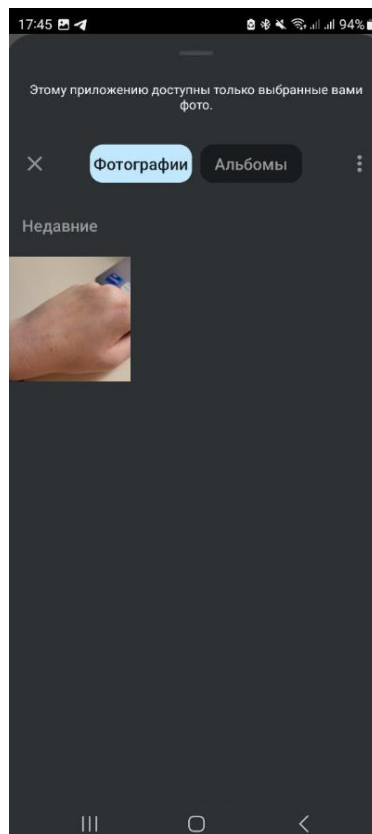 17:45 94%
Этому приложению доступны только выбранные вами
фото.
Фотографии Альбомы
Недавние